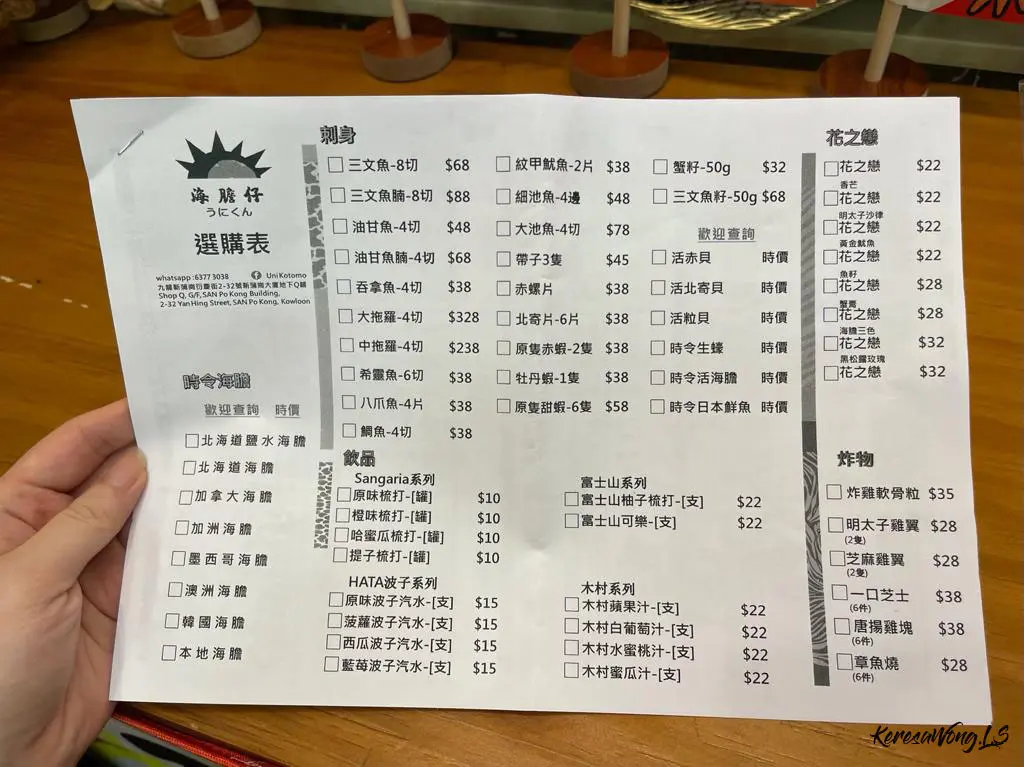 海膽仔
うにくん
選購表
whatsapp :6377 3038 UniKotomo
九龍新蒲崗衍慶街2-32號新蒲崗大廈地下Q舖
Shop Q, G/F, SAN Po Kong Building,
2-32 Yan Hing Street, SAN Po Kong, Kowloon
時令海膽
歡迎查詢 時價
北海道鹽水海膽
北海道海膽
加拿大海膽
加洲海膽
墨西哥海膽
澳洲海膽
韓國海膽
本地海膽
刺身
三文魚-8切 $68
三文魚腩-8切 $88
油甘魚-4切 $48
油甘魚腩-4切 $68
吞拿魚-4切 $38
大拖羅-4切 $328
中拖羅-4切 $238
希靈魚-6切 $38
八爪魚-4片 $38
鯛魚-4切 $38
紋甲魷魚-2片 $38
細池魚-4邊 $48
大池魚-4切 $78
帶子3隻 $45
赤螺片 $38
北寄片-6片 $38
原隻赤蝦-2隻 $38
牡丹蝦-1隻 $38
原隻甜蝦-6隻 $58
蟹籽-50g $32
三文魚籽-50g $68
歡迎查詢
活赤貝 時價
活北寄貝 時價
活粒貝 時價
時令生蠔 時價
時令活海膽 時價
時令日本鮮魚 時價
飲品
Sangaria系列
原味梳打-[罐] $10
橙味梳打-[罐] $10
哈蜜瓜梳打-[罐] $10
提子梳打-[罐] $10
HATA波子系列
原味波子汽水-[支] $15
菠蘿波子汽水-[支] $15
西瓜波子汽水-[支] $15
藍莓波子汽水-[支] $15
富士山系列
富士山柚子梳打-[支] $22
富士山可樂-[支] $22
木村系列
木村蘋果汁-[支] $22
木村白葡萄汁-[支] $22
木村水蜜桃汁-[支] $22
木村蜜瓜汁-[支] $22
花之戀
花之戀 $22
香芒
花之戀 $22
明太子沙律
花之戀 $22
黃金魷魚
花之戀 $22
魚籽
花之戀 $28
蟹膏
花之戀 $28
海膽三色
花之戀 $32
黑松露玫瑰
花之戀 $32
炸物
炸雞軟骨粒 $35
明太子雞翼 $28
(2隻)
芝麻雞翼 $28
(2隻)
一口芝士 $38
(6件)
唐揚雞塊 $38
(6件)
章魚燒 $28
(6件)
KeresaWong.LS